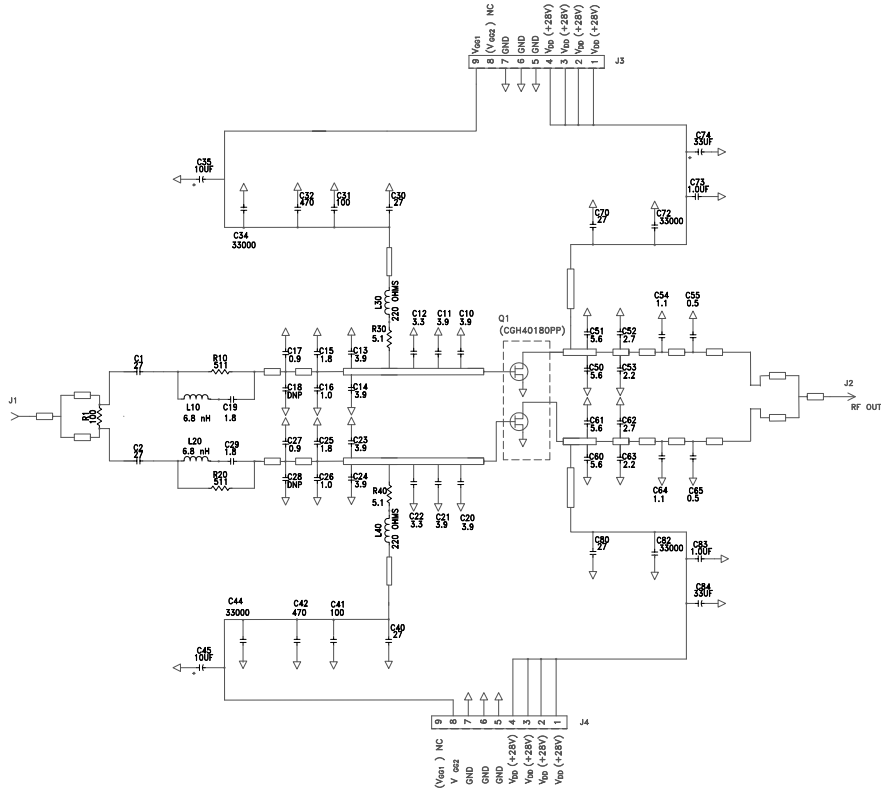 9 VGG1
8 (VGG2) NC
7 GND
6 GND
5 GND
4 VDD (+28V)
3 VDD (+28V)
2 VDD (+28V)
1 VDD (+28V)
J3
C35
10UF
+
C34
33000
C32
470
C31
100
C30
27
C74
33UF
+
C73
1.0UF
C70
27
C72
33000
L30
220 OHMS
R30
5.1
C12
3.3
C11
3.9
C10
3.9
Q1
(CGH40180PP)
C51
5.6
C52
2.7
C54
1.1
C55
0.5
C50
5.6
C53
2.2
C1
27
R10
511
L10
6.8 nH
C19
1.8
C17
0.9
C15
1.8
C13
3.9
C18
DNP
C16
1.0
C14
3.9
J1
R1
100
J2
RF OUT
C2
27
L20
6.8 nH
C29
1.8
R20
511
C27
0.9
C25
1.8
C23
3.9
C28
DNP
C26
1.0
C24
3.9
C61
5.6
C62
2.7
C60
5.6
C63
2.2
C64
1.1
C65
0.5
R40
5.1
L40
220 OHMS
C22
3.3
C21
3.9
C20
3.9
C80
27
C82
33000
C83
1.0UF
C84
33UF
+
C44
33000
C42
470
C41
100
C40
27
C45
10UF
+
J4
9 (VGG1) NC
8 V GG2
7 GND
6 GND
5 GND
4 VDD (+28V)
3 VDD (+28V)
2 VDD (+28V)
1 VDD (+28V)